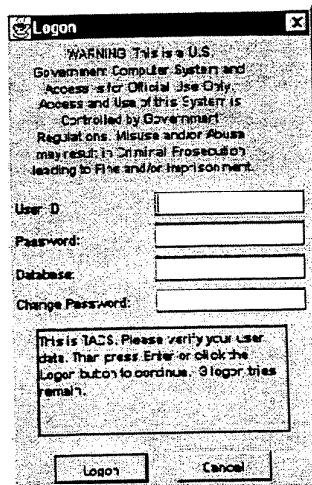 Logon
WARNING This is a U.S.
Government Computer System and
Access is for Official Use Only.
Access and Use of this System is
Controlled by Government
Regulations. Misuse and/or Abuse
may result in Criminal Prosecution
leading to Fine and/or Imprisonment.
User ID
Password:
Database:
Change Password:
This is TACS. Please verify your user
data. Then press Enter or click the
Logon button to continue. 3 logon tries
remain.
Logon
Cancel